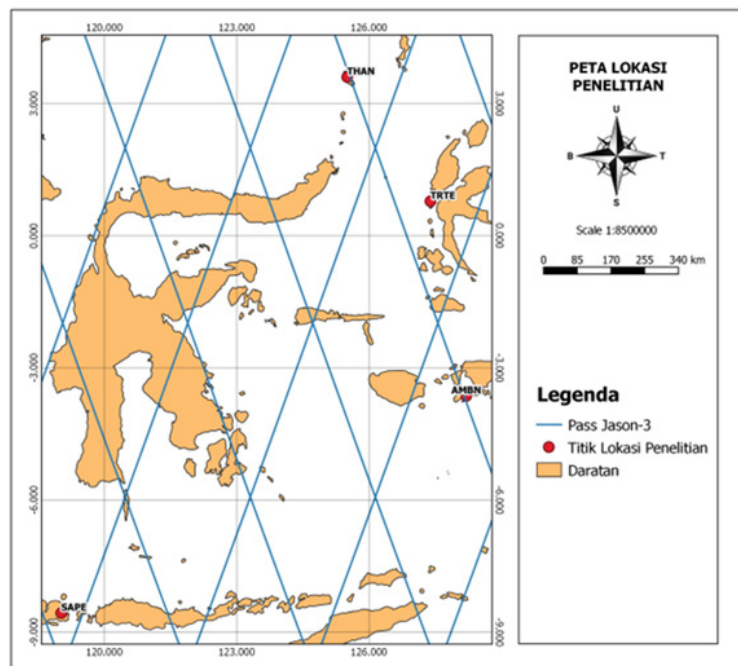 120.000 123.000 126.000
THAN
3.000 3.000
TRTE
0.000 0.000
-3.000 -3.000
AMBN
-6.000 -6.000
SAPE
-9.000 -9.000
120.000 123.000 126.000
PETA LOKASI
PENELITIAN
U
B T
S
Scale 1:8500000
0 85 170 255 340 km
Legenda
Pass Jason-3
Titik Lokasi Penelitian
Daratan